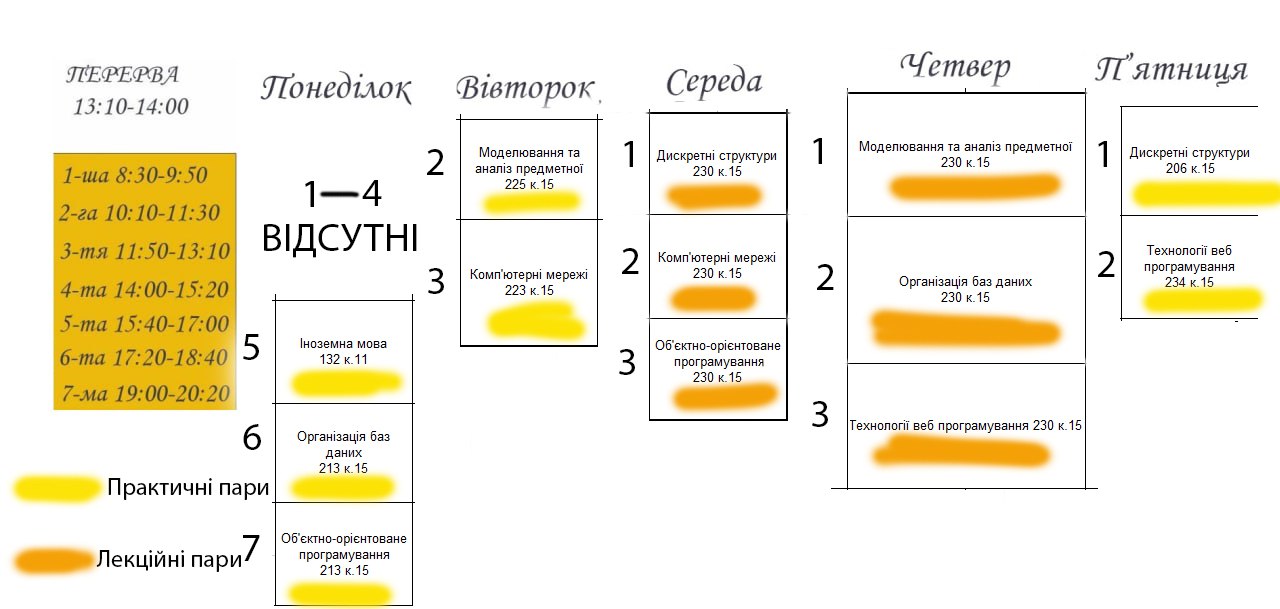 ПЕРЕРВА
13:10-14:00
1-ша 8:30-9:50
2-га 10:10-11:30
3-тя 11:50-13:10
4-та 14:00-15:20
5-та 15:40-17:00
6-та 17:20-18:40
7-ма 19:00-20:20
Практичні пари
Лекційні пари
Понеділок
1—4
ВІДСУТНІ
5
Іноземна мова
132 к.11
6
Організація баз
даних
213 к.15
7
Об'єктно-орієнтоване
програмування
213 к.15
Вівторок
2
Моделювання та
аналіз предметної
225 к.15
3
Комп'ютерні мережі
223 к.15
Середа
1
Дискретні структури
230 к.15
2
Комп'ютерні мережі
230 к.15
3
Об'єктно-орієнтоване
програмування
230 к.15
Четвер
1
Моделювання та аналіз предметної
230 к.15
2
Організація баз даних
230 к.15
3
Технології веб програмування 230 к.15
П'ятниця
1
Дискретні структури
206 к.15
2
Технології веб
програмування
234 к.15